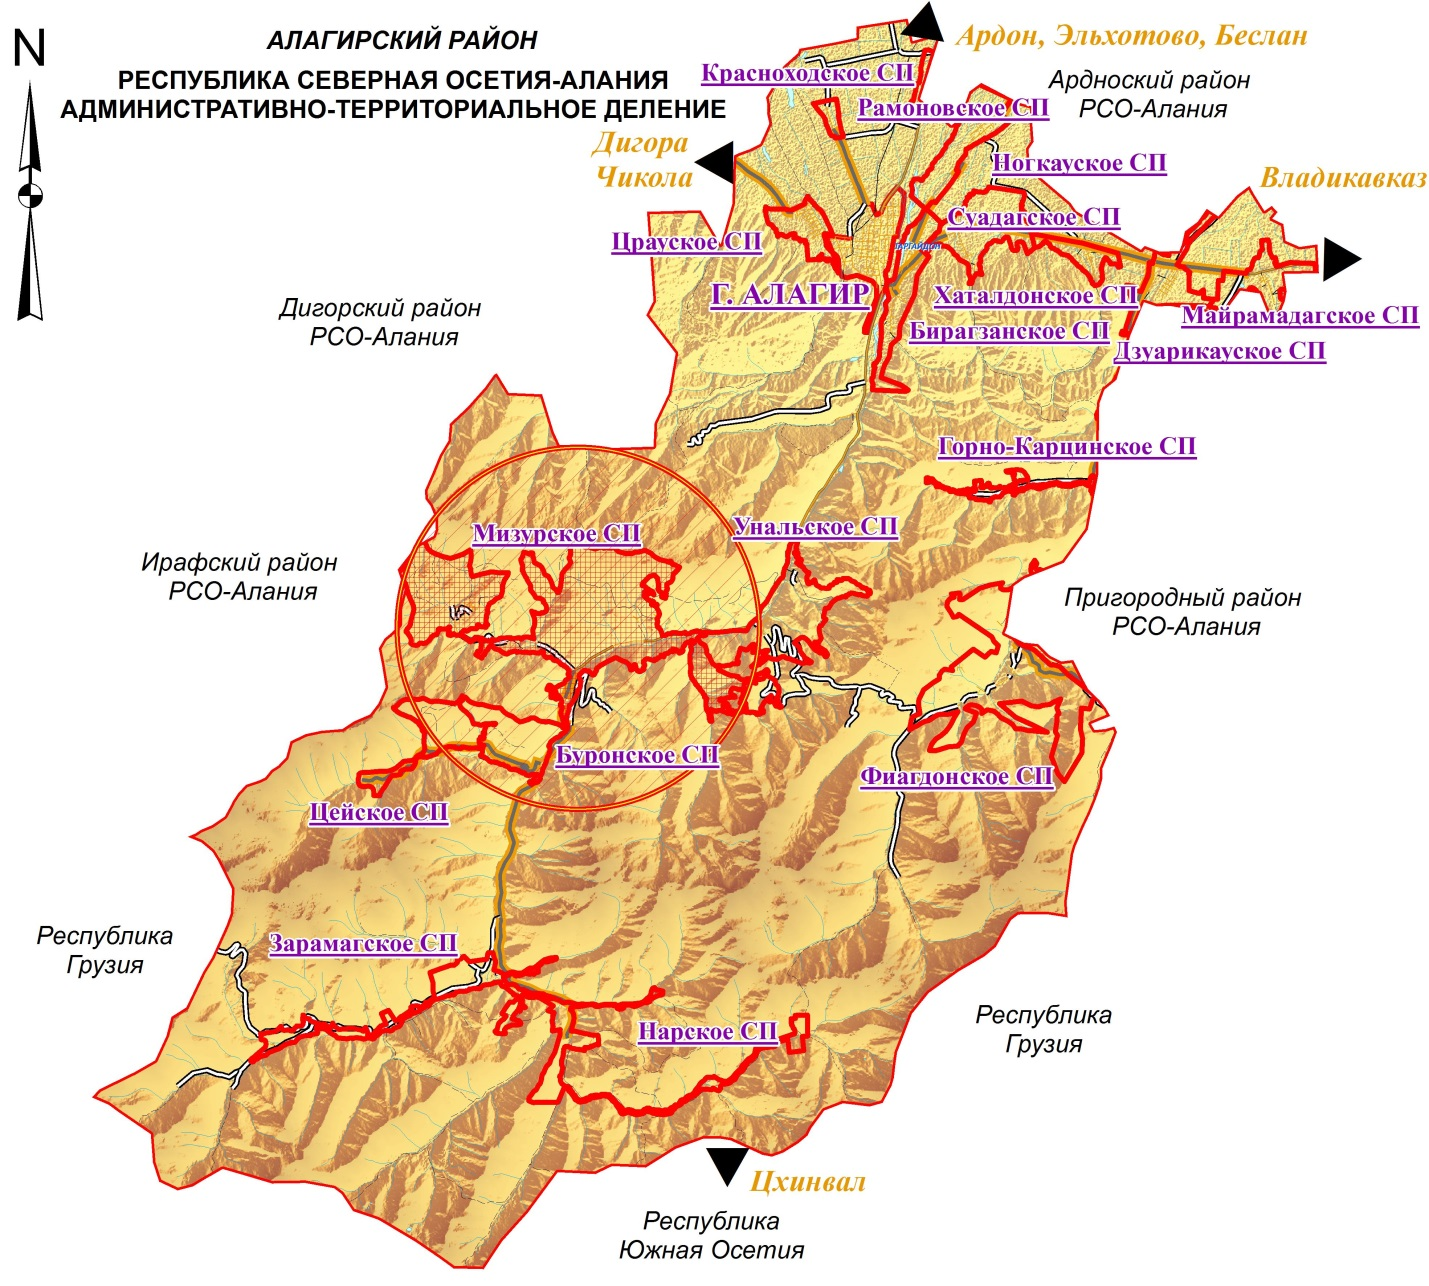 N
АЛАГИРСКИЙ РАЙОН
РЕСПУБЛИКА СЕВЕРНАЯ ОСЕТИЯ-АЛАНИЯ
АДМИНИСТРАТИВНО-ТЕРРИТОРИАЛЬНОЕ ДЕЛЕНИЕ
Ардон, Эльхотово, Беслан
Красноходское СП
Ардноский район
РСО-Алания
Рамоновское СП
Дигора
Чикола
Ногкауское СП
Владикавказ
Суадагское СП
Црауское СП
Г. АЛАГИР
Хаталдонское СП
Бирагзанское СП
Майрамадагское СП
Дзуарикауское СП
Дигорский район
РСО-Алания
Горно-Карцинское СП
Мизурское СП
Унальское СП
Ирафский район
РСО-Алания
Пригородный район
РСО-Алания
Буронское СП
Фиагдонское СП
Цейское СП
Республика
Грузия
Зарамагское СП
Нарское СП
Республика
Грузия
Цхинвал
Республика
Южная Осетия